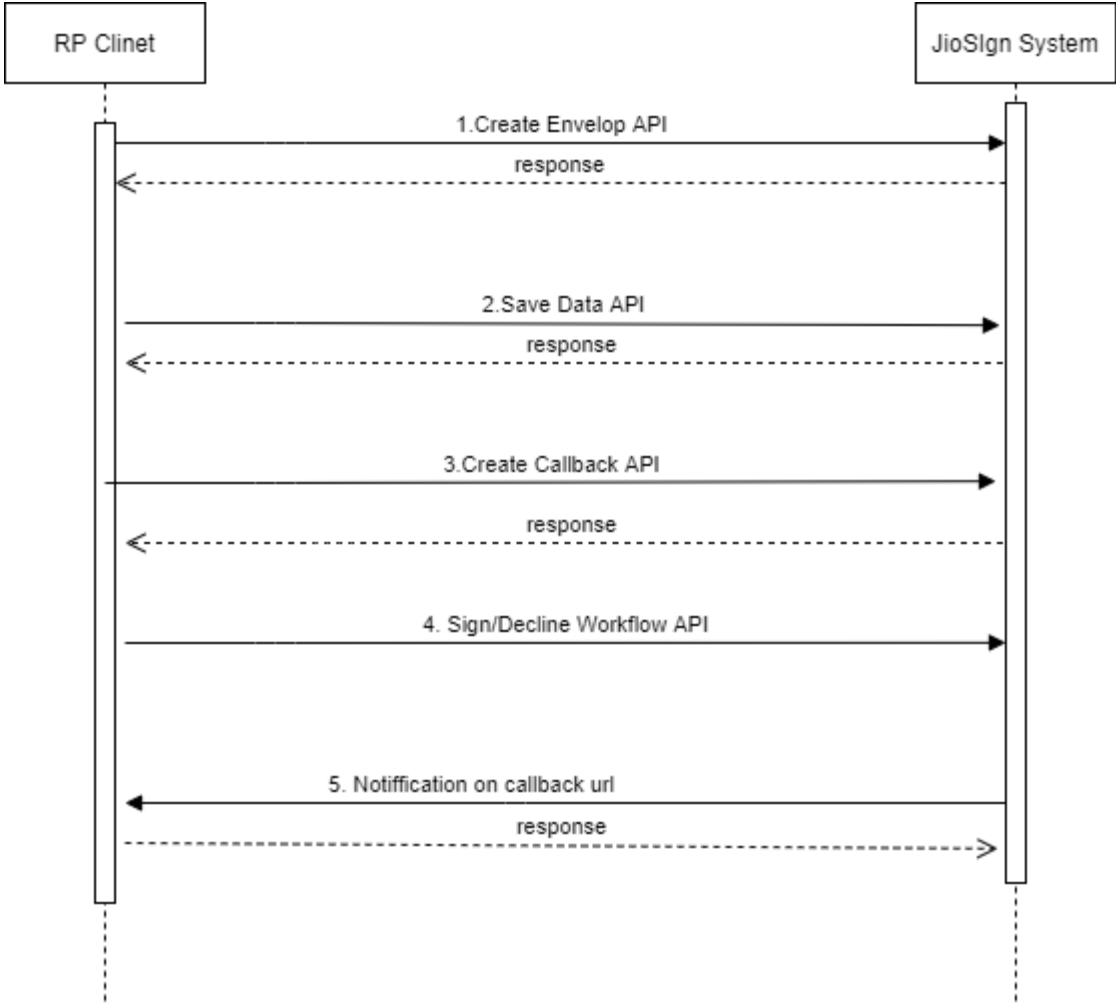 RP Clinet
JioSIgn System
1.Create Envelop API
response
2.Save Data API
response
3.Create Callback API
response
4. Sign/Decline Workflow API
5. Notiffication on callback url
response